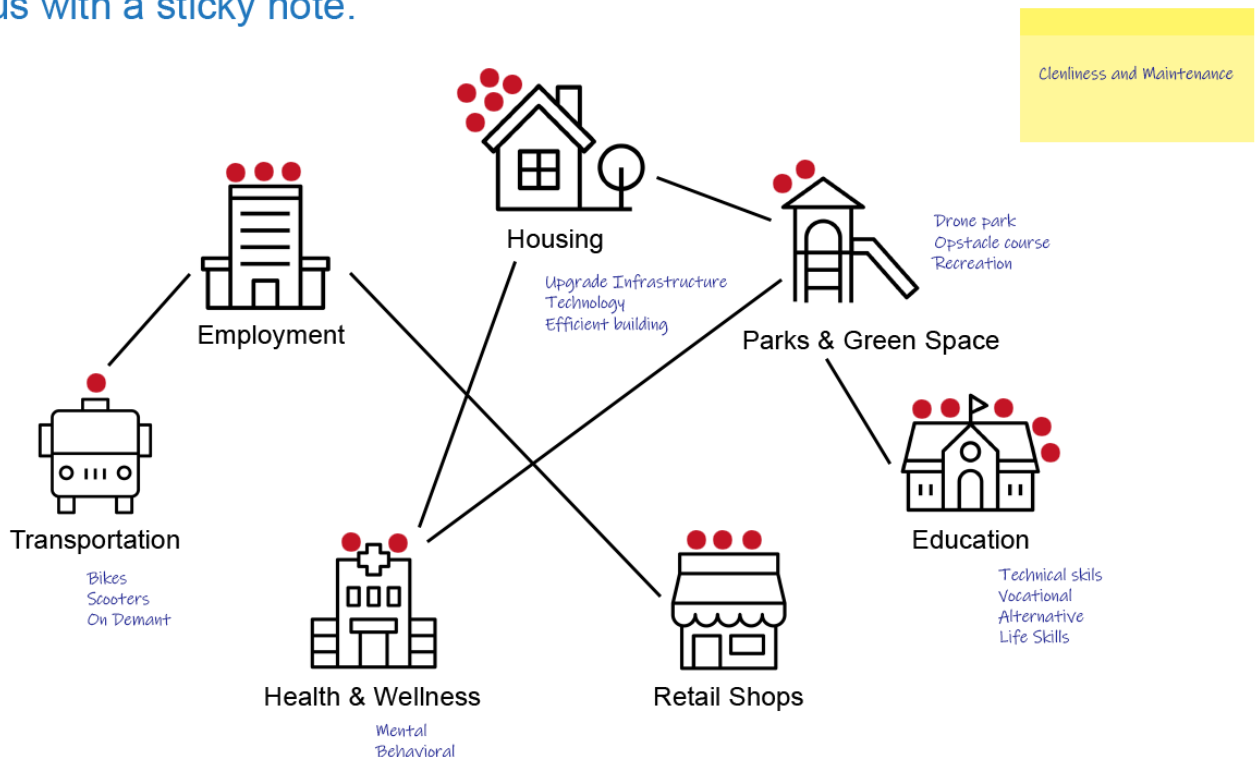 us with a sticky note.
Clenliness and Maintenance
Housing
Upgrade Infrastructure
Technology
Efficient building
Drone park
Opstacle course
Recreation
Employment
Parks & Green Space
Transportation
Bikes
Scooters
On Demant
Education
Technical skils
Vocational
Alternative
Life Skills
Health & Wellness
Mental
Behavioral
Retail Shops